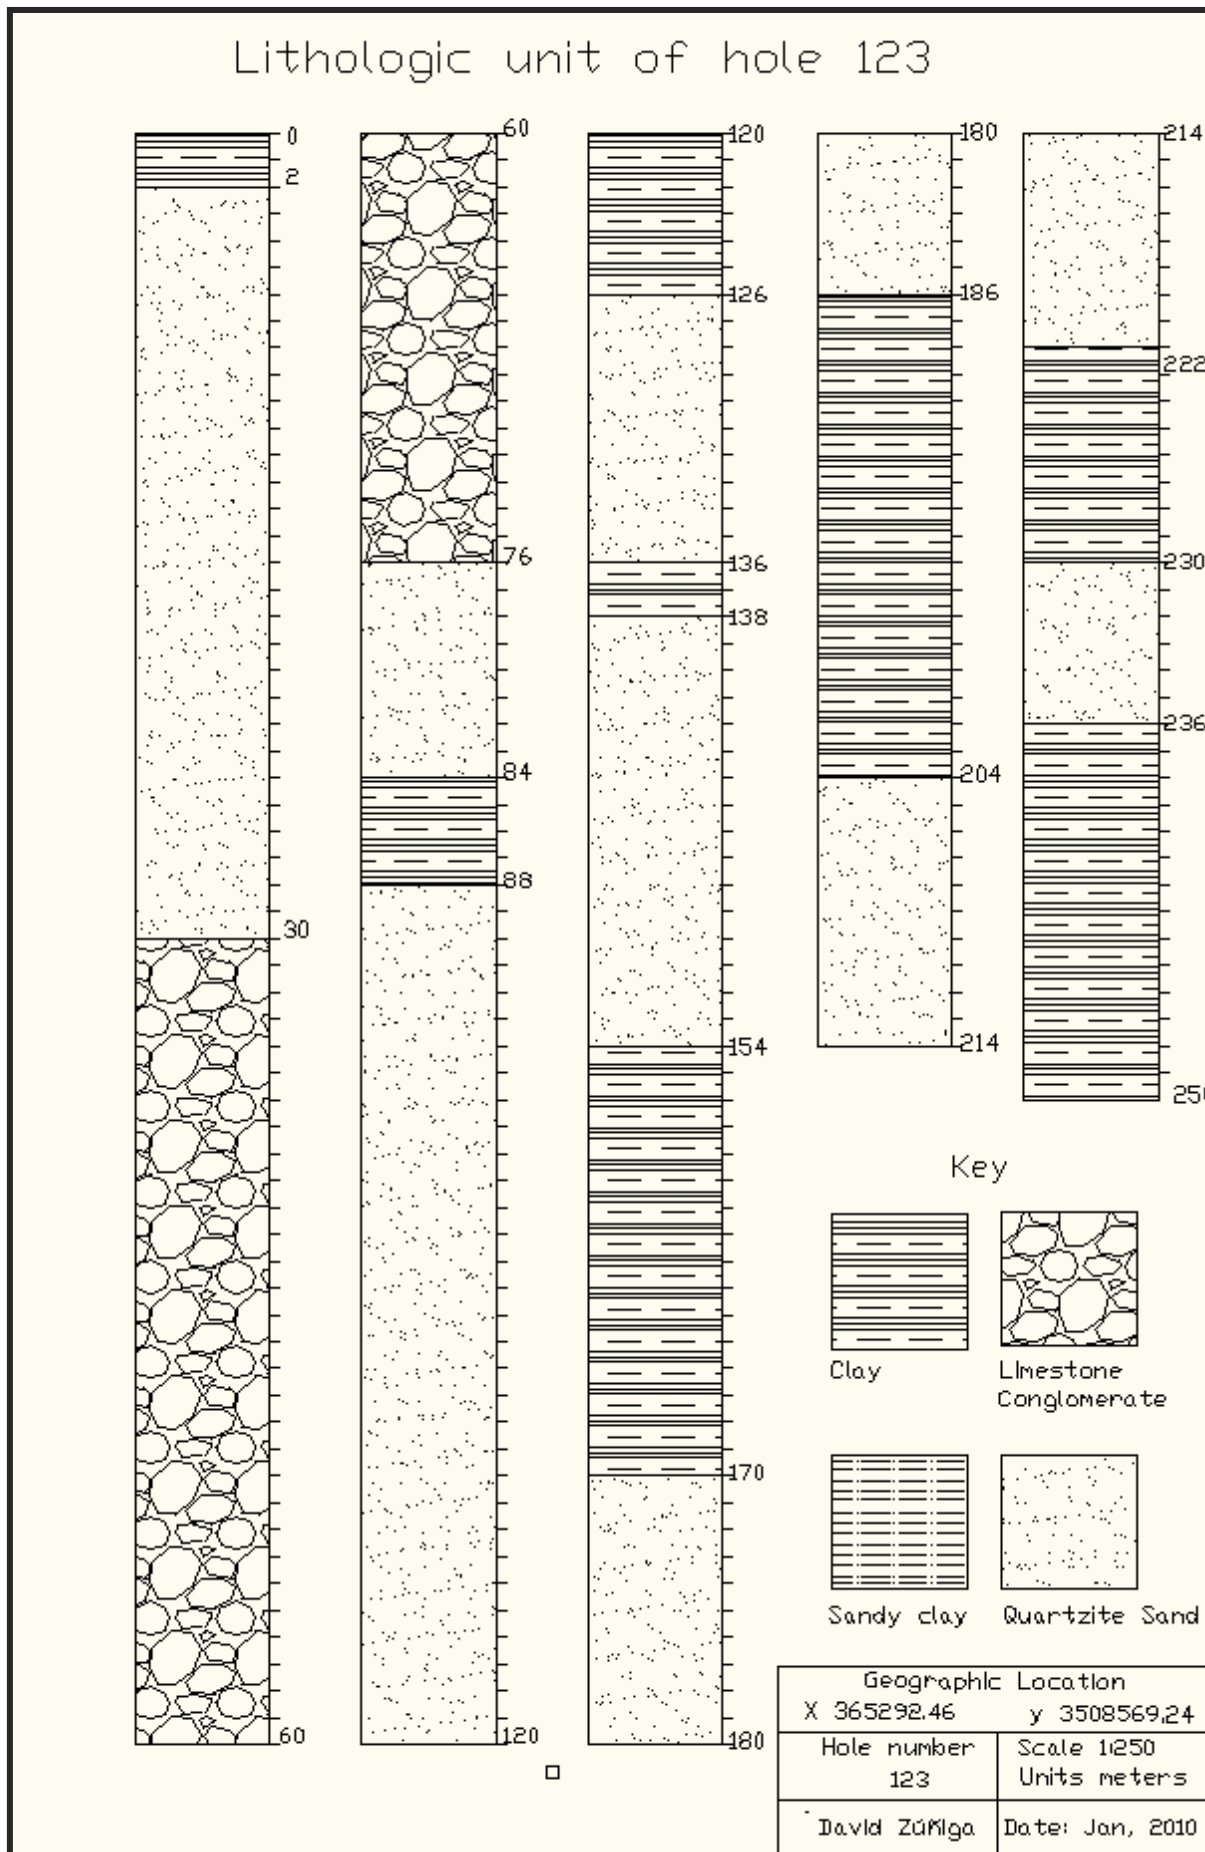 Lithologic unit of hole 123
0
2
30
60
60
76
84
88
120
120
126
136
138
154
170
180
180
186
204
214
214
222
230
236
Key
Clay
LImestone
Conglomerate
Sandy clay
Quartzite Sand
Geographic Location
X 365292.46 y 3508569.24
Hole number
123
Scale 1:250
Units meters
David Zúñiga
Date: Jan, 2010